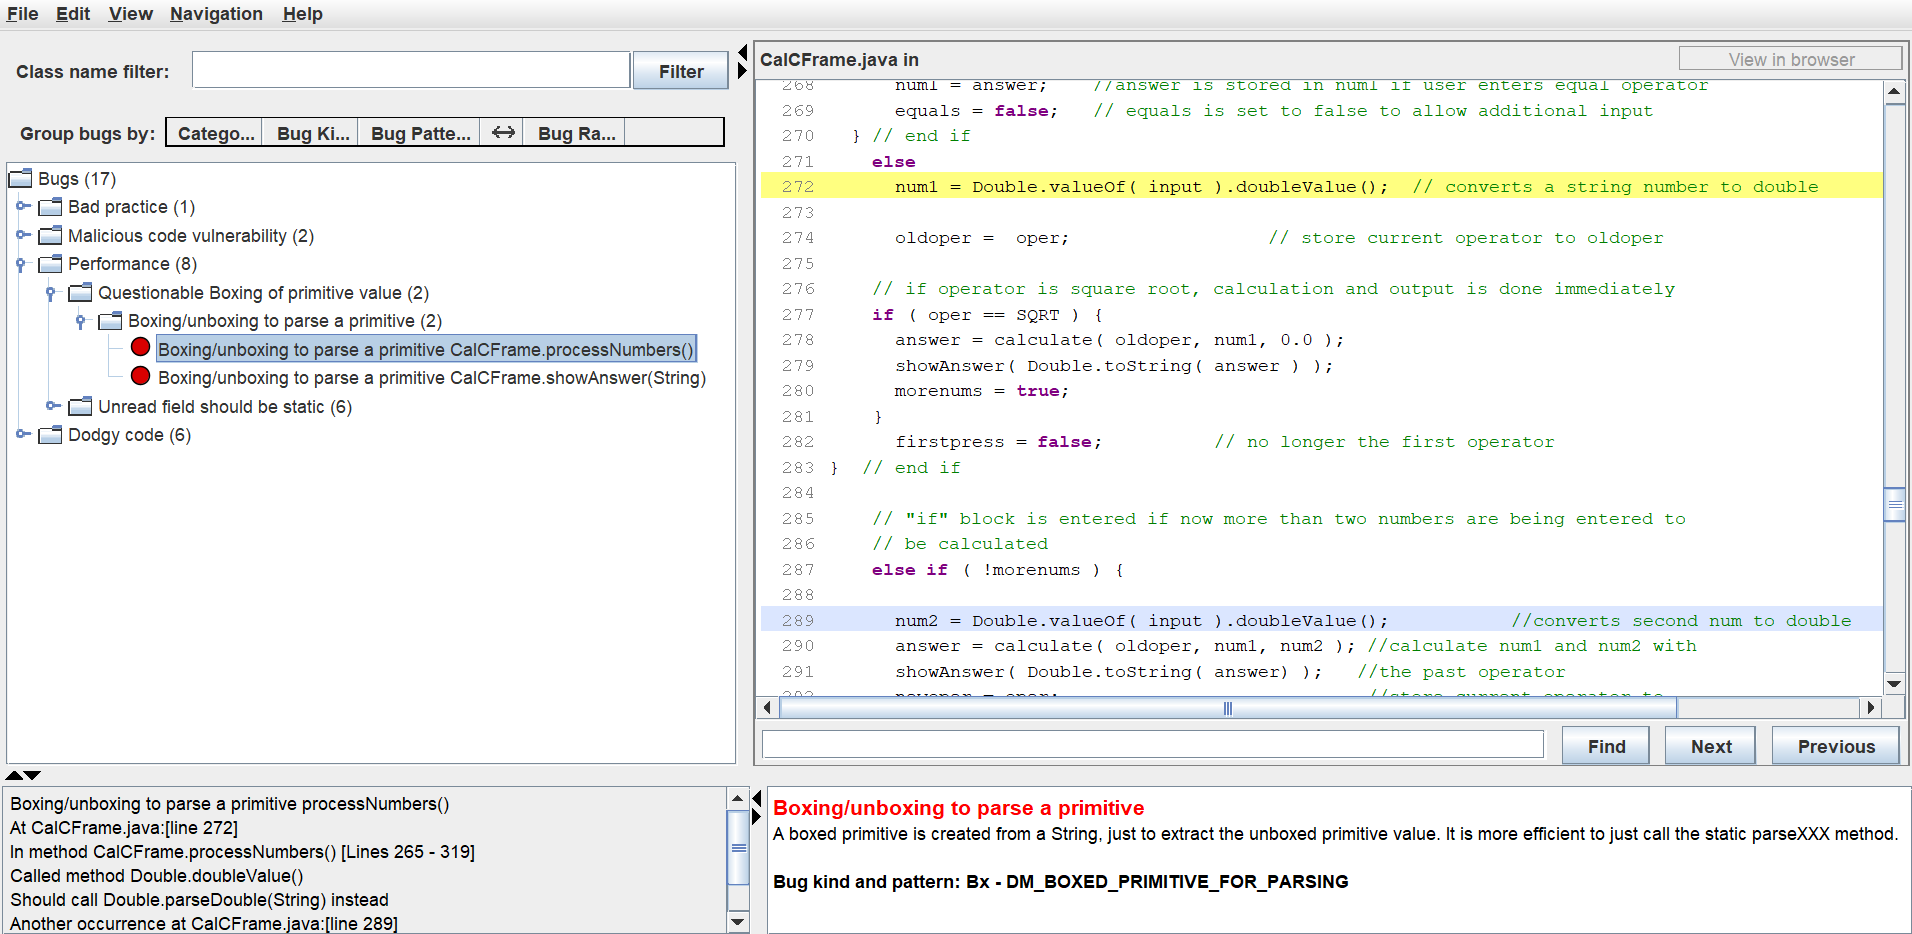 File Edit View Navigation Help
Class name filter:
Filter
Group bugs by: Catego... Bug Ki... Bug Patte... Bug Ra...
Bugs (17)
Bad practice (1)
Malicious code vulnerability (2)
Performance (8)
Questionable Boxing of primitive value (2)
Boxing/unboxing to parse a primitive (2)
Boxing/unboxing to parse a primitive CalCFrame.processNumbers()
Boxing/unboxing to parse a primitive CalCFrame.showAnswer(String)
Unread field should be static (6)
Dodgy code (6)
CalCFrame.java in
View in browser
268 num1 = answer; //answer is stored in num1 if user enters equal operator
269 equals = false; // equals is set to false to allow additional input
270 } // end if
271 else
272 num1 = Double.valueOf( input ).doubleValue(); // converts a string number to double
273
274 oldoper = oper; // store current operator to oldoper
275
276 // if operator is square root, calculation and output is done immediately
277 if ( oper == SQRT ) {
278 answer = calculate( oldoper, num1, 0.0 );
279 showAnswer( Double.toString( answer ) );
280 morenums = true;
281 }
282 firstpress = false; // no longer the first operator
283 } // end if
284
285 // "if" block is entered if now more than two numbers are being entered to
286 // be calculated
287 else if ( !morenums ) {
288
289 num2 = Double.valueOf( input ).doubleValue(); //converts second num to double
290 answer = calculate( oldoper, num1, num2 ); //calculate num1 and num2 with
291 showAnswer( Double.toString( answer) ); //the past operator
Find Next Previous
Boxing/unboxing to parse a primitive processNumbers()
At CalCFrame.java:[line 272]
In method CalCFrame.processNumbers() [Lines 265 - 319]
Called method Double.doubleValue()
Should call Double.parseDouble(String) instead
Another occurrence at CalCFrame.java:[line 289]
Boxing/unboxing to parse a primitive
A boxed primitive is created from a String, just to extract the unboxed primitive value. It is more efficient to just call the static parseXXX method.
Bug kind and pattern: Bx - DM_BOXED_PRIMITIVE_FOR_PARSING